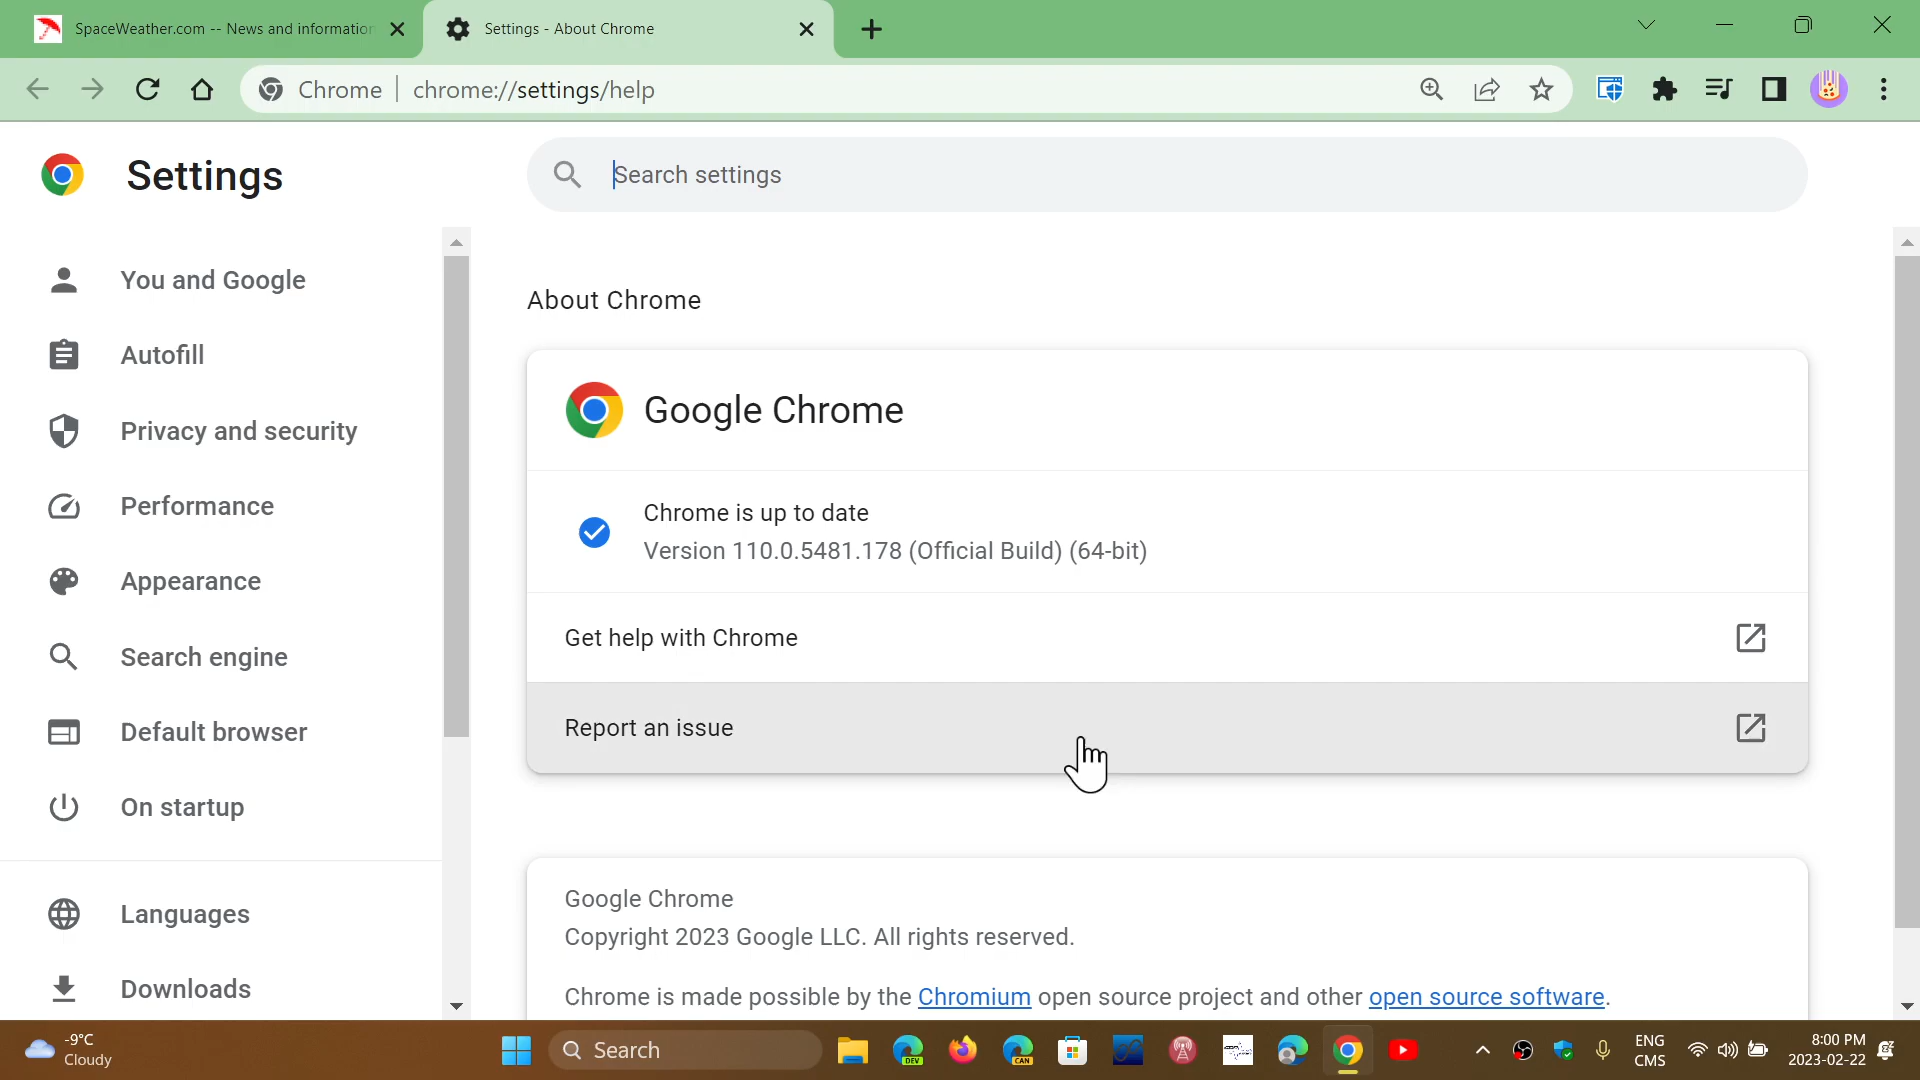 SpaceWeather.com -- News and information
Settings - About Chrome
Chrome
chrome://settings/help
Settings
Search settings
You and Google
Autofill
Privacy and security
Performance
Appearance
Search engine
Default browser
On startup
Languages
Downloads
About Chrome
Google Chrome
Chrome is up to date
Version 110.0.5481.178 (Official Build) (64-bit)
Get help with Chrome
Report an issue
Google Chrome
Copyright 2023 Google LLC. All rights reserved.
Chrome is made possible by the Chromium open source project and other open source software.
-9°C
Cloudy
Search
DEV
CAN
ENG
CMS
8:00 PM
2023-02-22